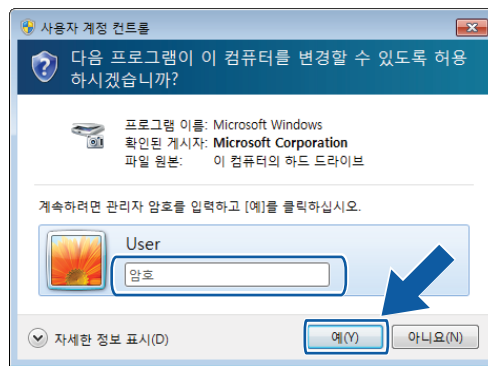 사용자 계정 컨트롤
다음 프로그램이 이 컴퓨터를 변경할 수 있도록 허용
하시겠습니까?
프로그램 이름: Microsoft Windows
확인된 게시자: Microsoft Corporation
파일 원본: 이 컴퓨터의 하드 드라이브
계속하려면 관리자 암호를 입력하고 [예]를 클릭하십시오.
User
암호
자세한 정보 표시(D)
예(Y)
아니요(N)